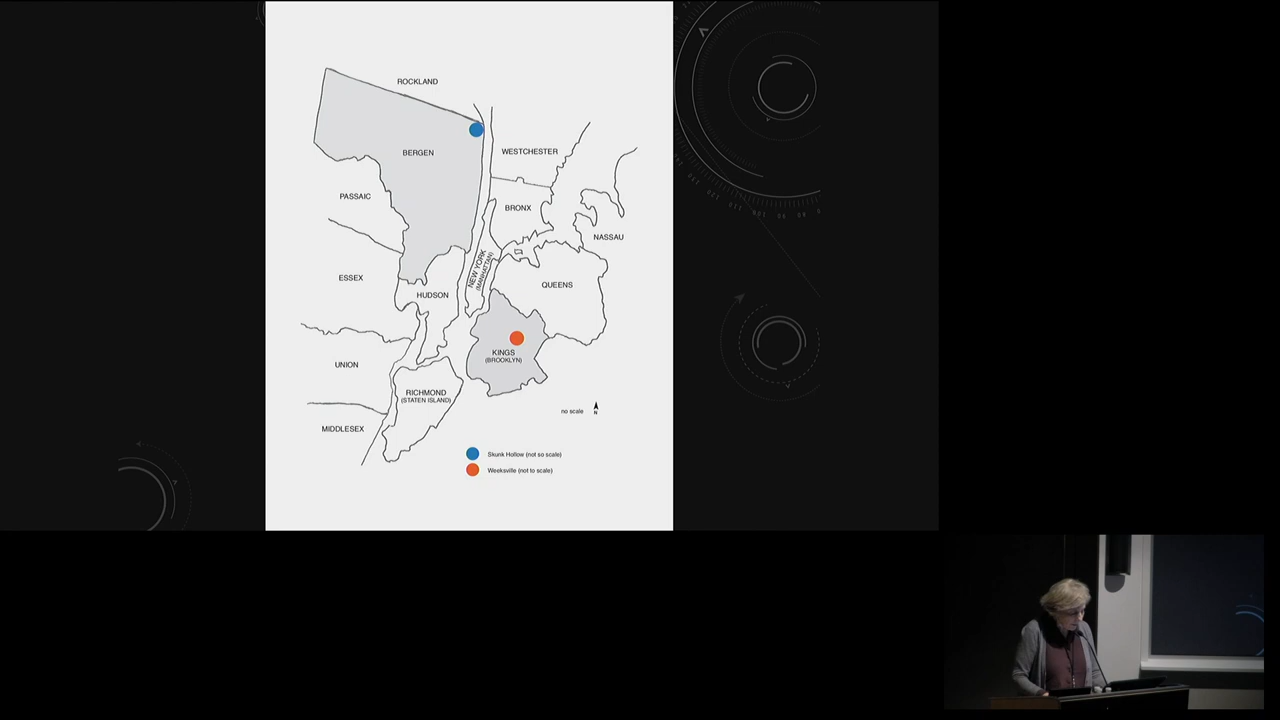 ROCKLAND
BERGEN
WESTCHESTER
PASSAIC
BRONX
NASSAU
ESSEX
NEW YORK
(MANHATTAN)
QUEENS
HUDSON
KINGS
(BROOKLYN)
UNION
RICHMOND
(STATEN ISLAND)
no scale
N
MIDDLESEX
Skunk Hollow (not so scale)
Weeksville (not to scale)